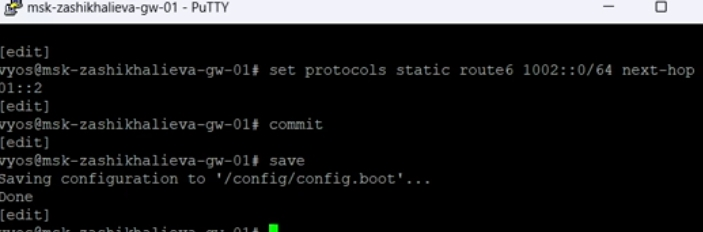 msk-zashikhalieva-gw-01 - PuTTY
[edit]
vyos@msk-zashikhalieva-gw-01# set protocols static route6 1002::0/64 next-hop
01::2
[edit]
vyos@msk-zashikhalieva-gw-01# commit
[edit]
vyos@msk-zashikhalieva-gw-01# save
Saving configuration to '/config/config.boot'...
Done
[edit]
vyos@msk-zashikhalieva-gw-01#